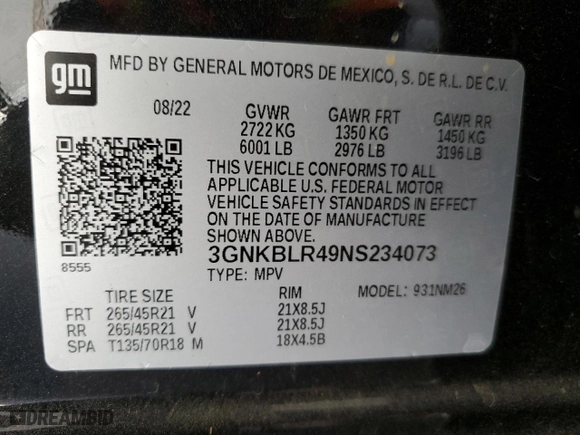 gm
MFD BY GENERAL MOTORS DE MEXICO, S. DE R.L. DE C.V.
08/22 GVWR GAWR FRT GAWR RR
2722 KG 1350 KG 1450 KG
6001 LB 2976 LB 3196 LB
THIS VEHICLE CONFORMS TO ALL
APPLICABLE U.S. FEDERAL MOTOR
VEHICLE SAFETY STANDARDS IN EFFECT
ON THE DATE OF MANUFACTURE
SHOWN ABOVE.
8555 3GNKBLR49NS234073
TYPE: MPV
TIRE SIZE RIM MODEL: 931NM26
FRT 265/45R21 V 21X8.5J
RR 265/45R21 V 21X8.5J
SPA T135/70R18 M 18X4.5B
DREAMBID